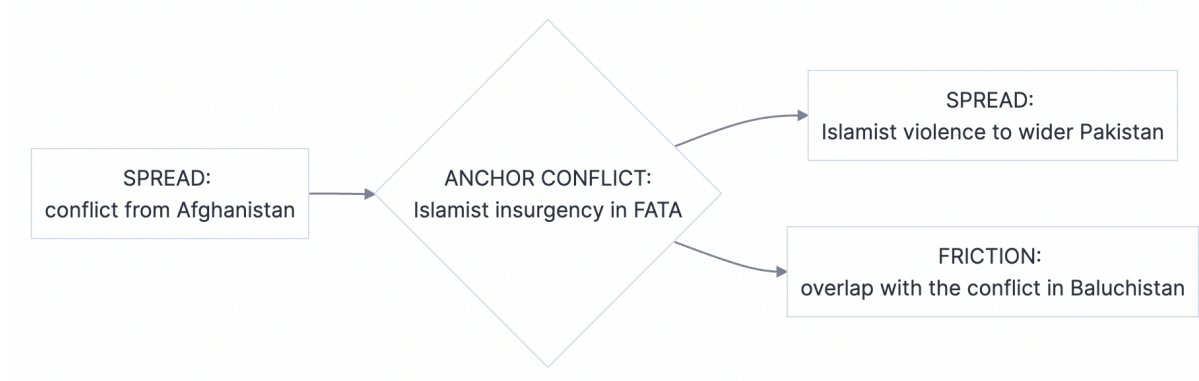 SPREAD:
conflict from Afghanistan
ANCHOR CONFLICT:
Islamist insurgency in FATA
SPREAD:
Islamist violence to wider Pakistan
FRICTION:
overlap with the conflict in Baluchistan